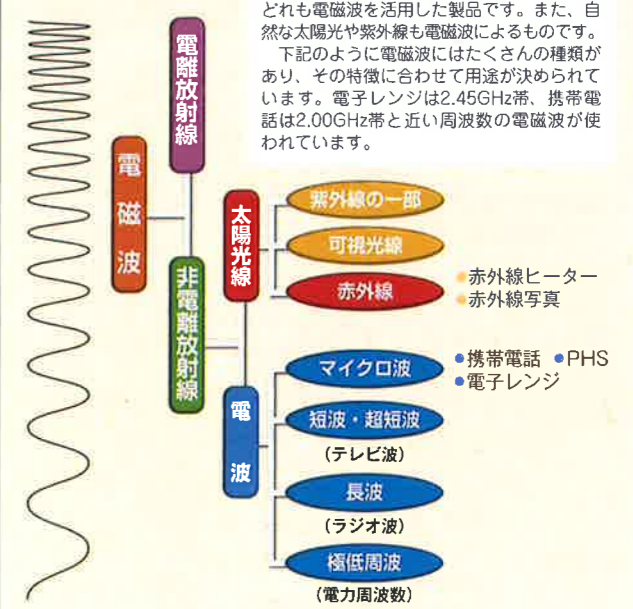 どれも電磁波を活用した製品です。また、自
然な太陽光や紫外線も電磁波によるものです。
下記のように電磁波にはたくさんの種類が
あり、その特徴に合わせて用途が決められて
います。電子レンジは2.45GHz帯、携帯電
話は2.00GHz帯と近い周波数の電磁波が使
われています。
電磁波
電離放射線
非電離放射線
太陽光線
紫外線の一部
可視光線
赤外線
●赤外線ヒーター
●赤外線写真
電波
マイクロ波
●携帯電話 ●PHS
●電子レンジ
短波・超短波
(テレビ波)
長波
(ラジオ波)
極低周波
(電力周波数)